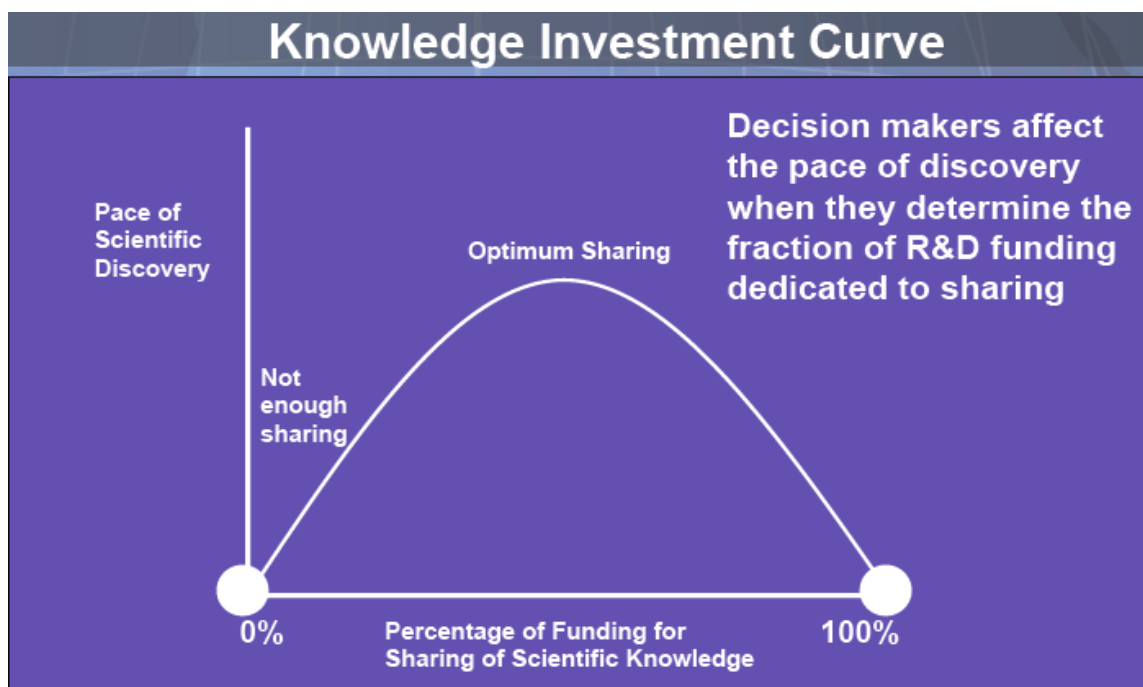 Knowledge Investment Curve
Decision makers affect
the pace of discovery
when they determine the
fraction of R&D funding
dedicated to sharing
Pace of
Scientific
Discovery
Optimum Sharing
Not
enough
sharing
0%
Percentage of Funding for
Sharing of Scientific Knowledge
100%